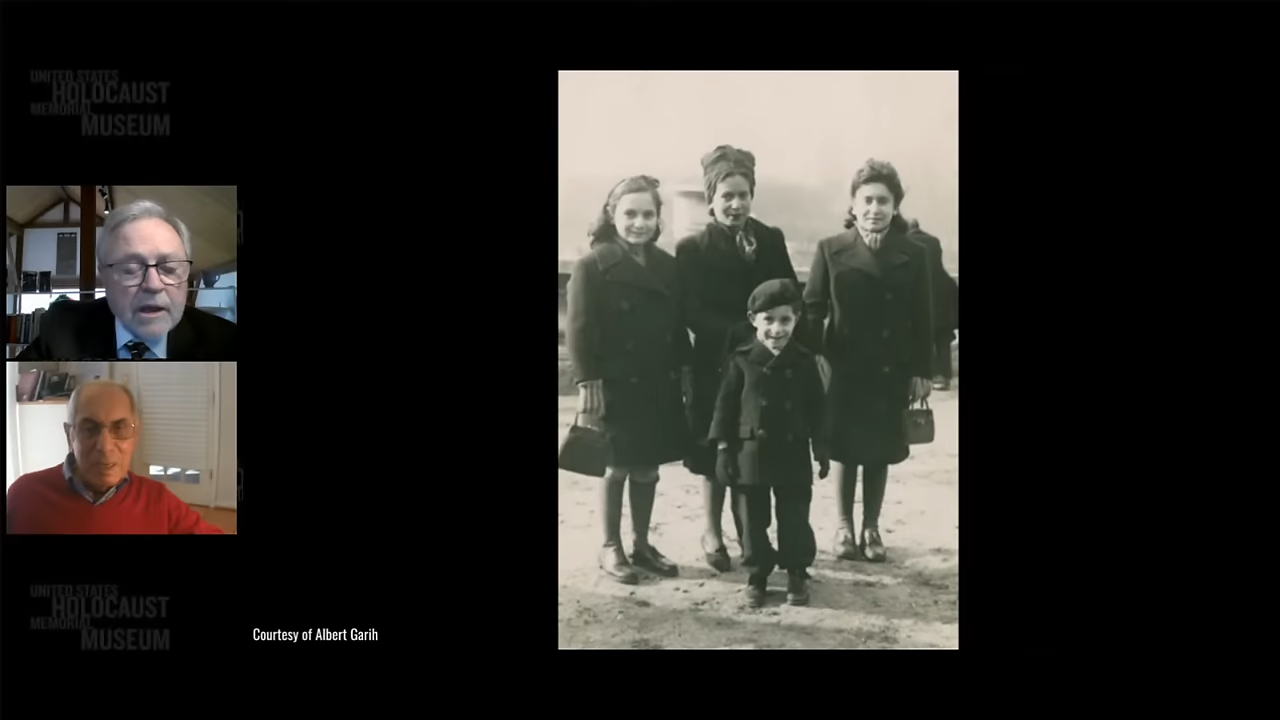 UNITED STATES
HOLOCAUST
MEMORIAL
MUSEUM
UNITED STATES
HOLOCAUST
MEMORIAL
MUSEUM
Courtesy of Albert Garih